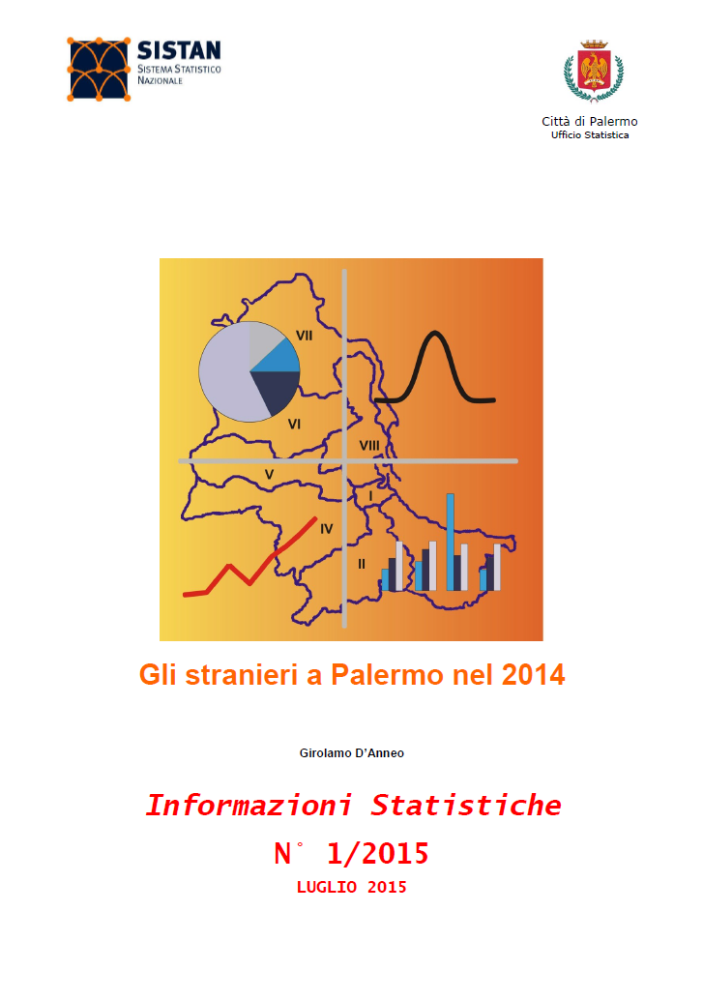 SISTAN
SISTEMA STATISTICO
NAZIONALE
Città di Palermo
Ufficio Statistica
VII
VI
VIII
V
I
IV
II
Gli stranieri a Palermo nel 2014
Girolamo D'Anneo
Informazioni Statistiche
N° 1/2015
LUGLIO 2015